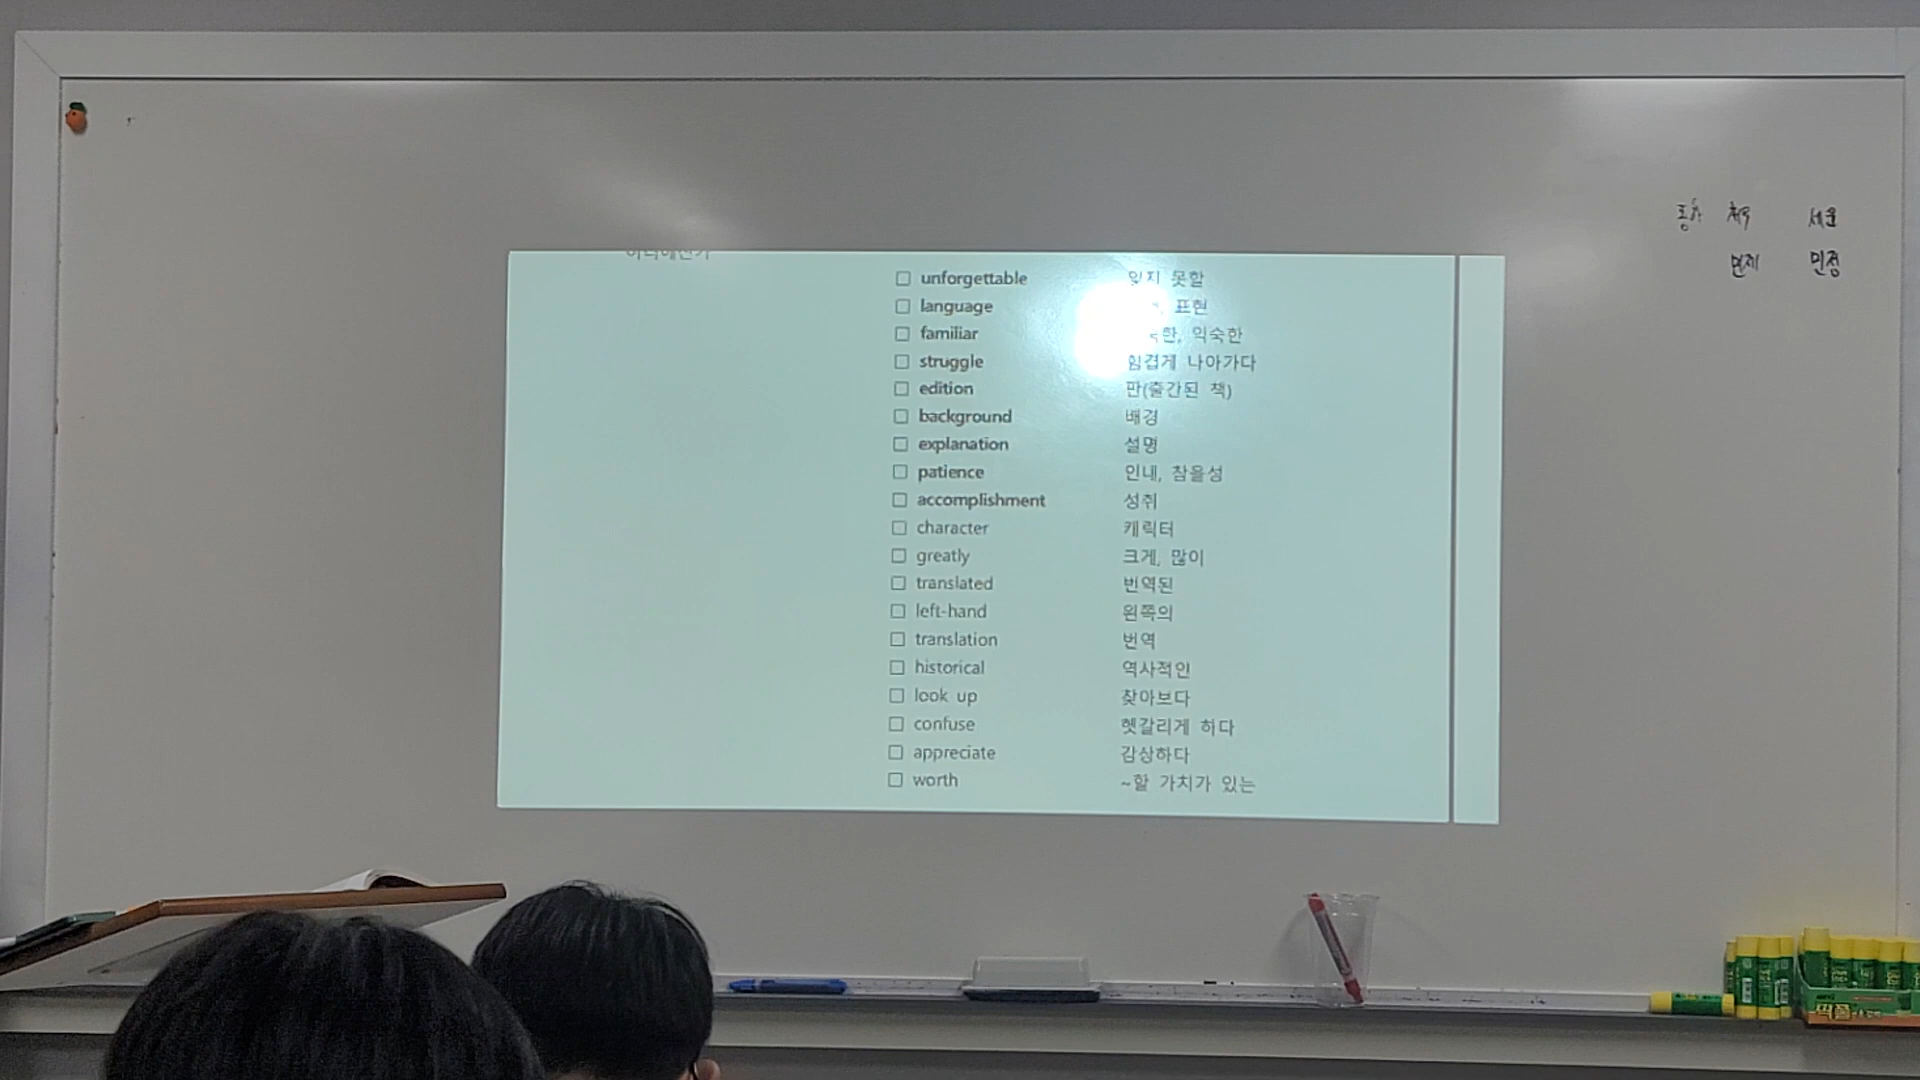 unforgettable 잊지 못할
language 표현
familiar 익숙한
struggle 힘겹게 나아가다
edition 판(출간된 책)
background 배경
explanation 설명
patience 인내, 참을성
accomplishment 성취
character 캐릭터
greatly 크게, 많이
translated 번역된
left-hand 왼쪽의
translation 번역
historical 역사적인
look up 찾아보다
confuse 헷갈리게 하다
appreciate 감상하다
worth ~할 가치가 있는
민정